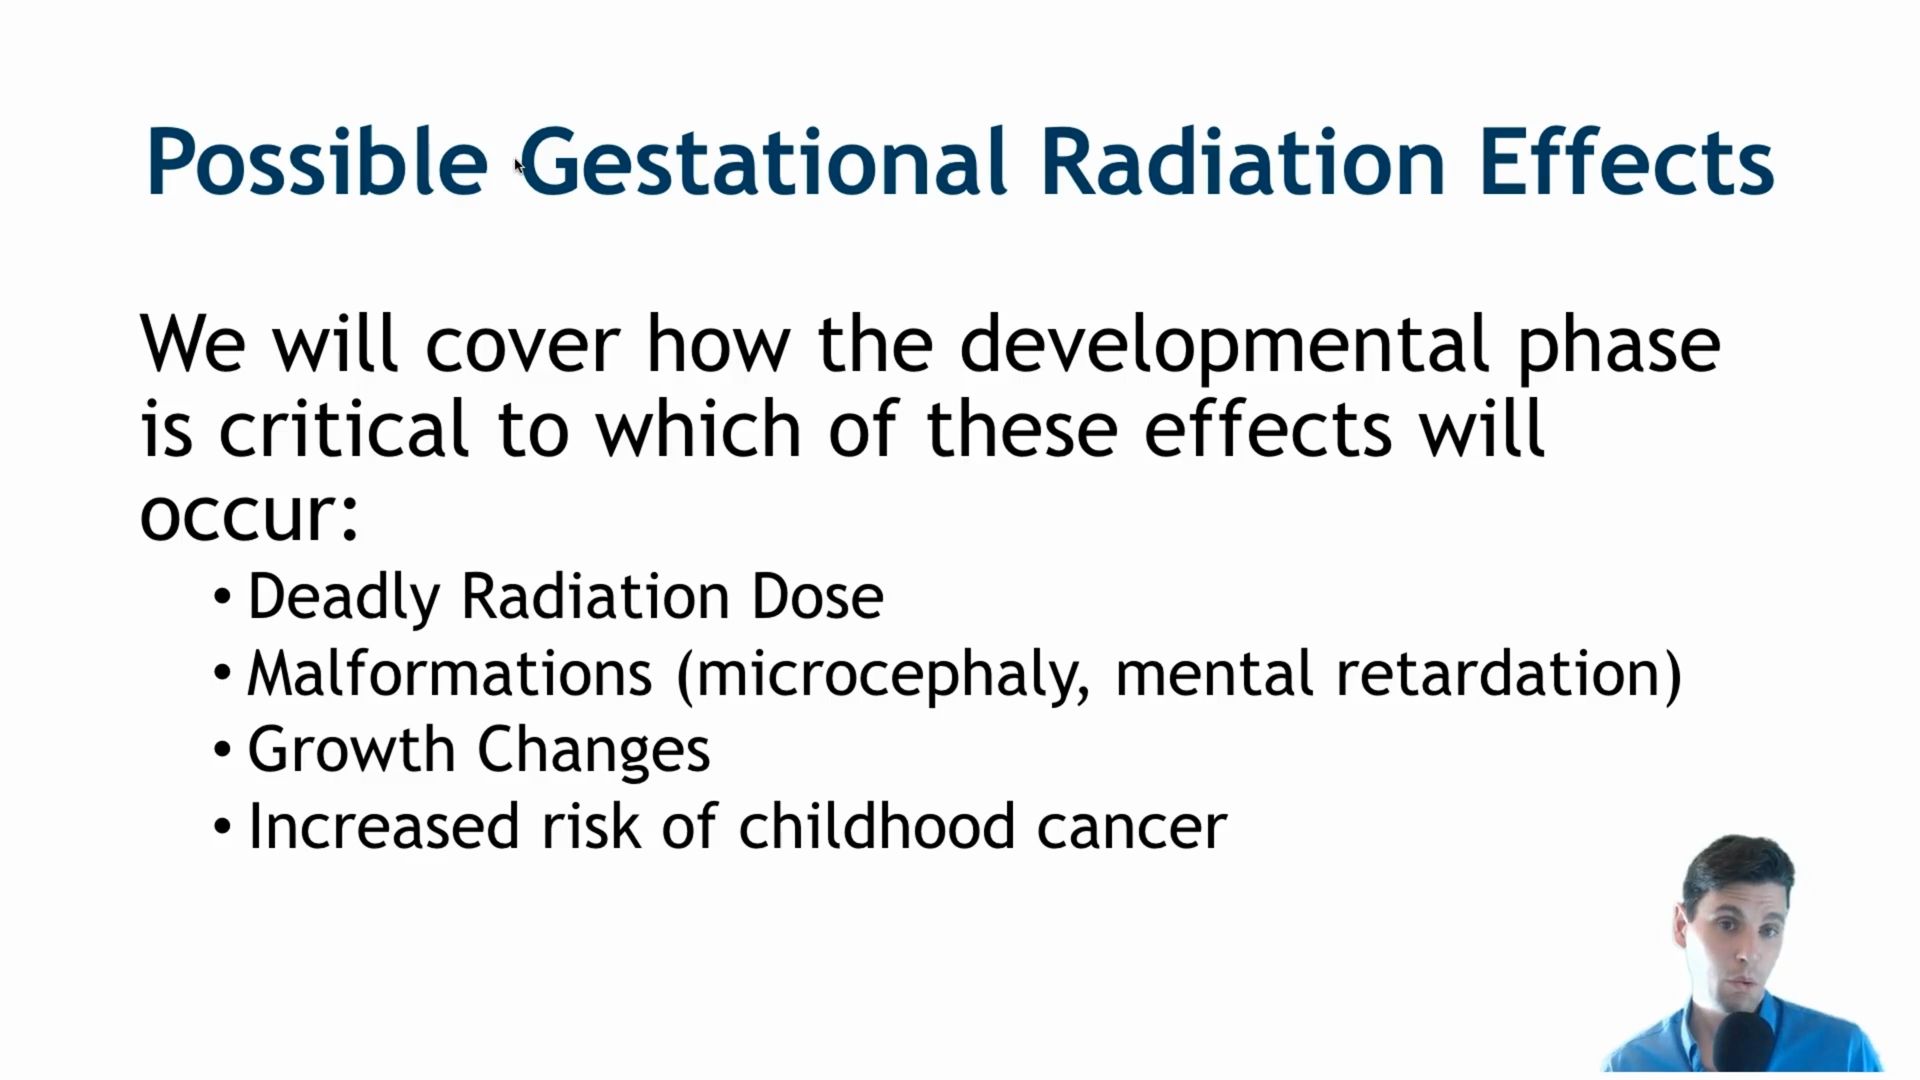 Possible Gestational Radiation Effects
We will cover how the developmental phase
is critical to which of these effects will
occur:
• Deadly Radiation Dose
• Malformations (microcephaly, mental retardation)
• Growth Changes
• Increased risk of childhood cancer